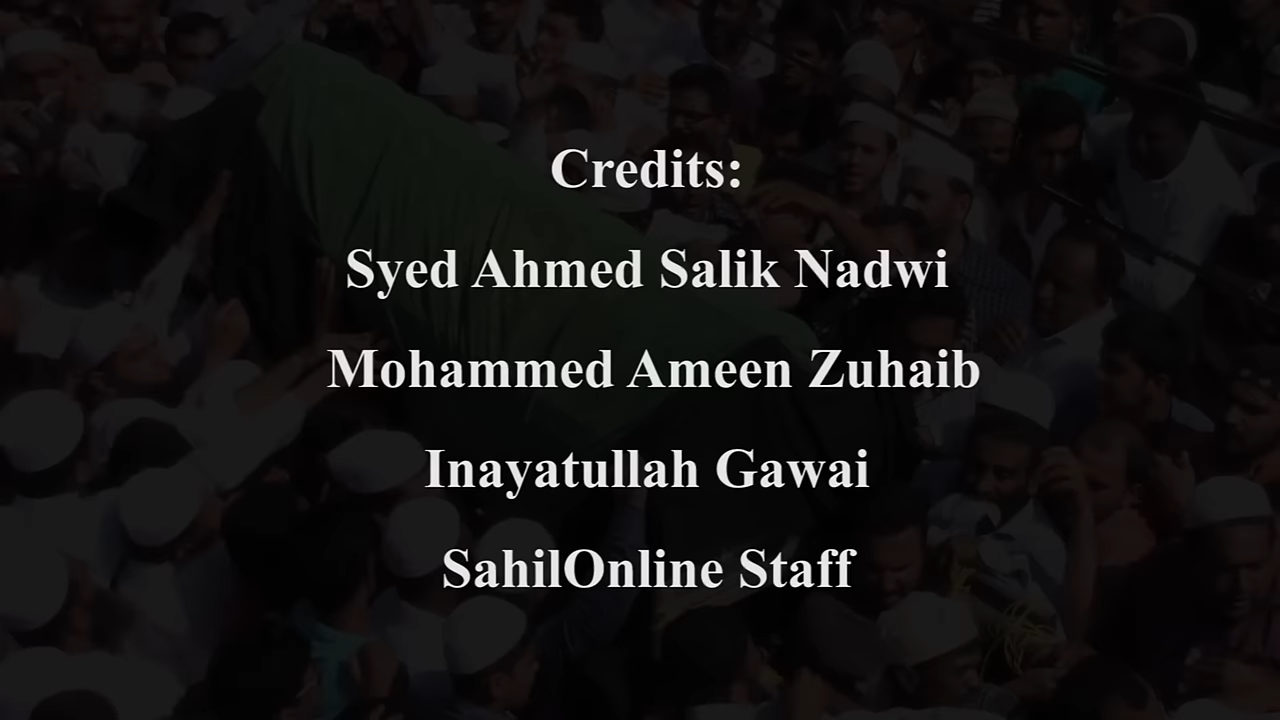 Credits:
Syed Ahmed Salik Nadwi
Mohammed Ameen Zuhaib
Inayatullah Gawai
SahilOnline Staff